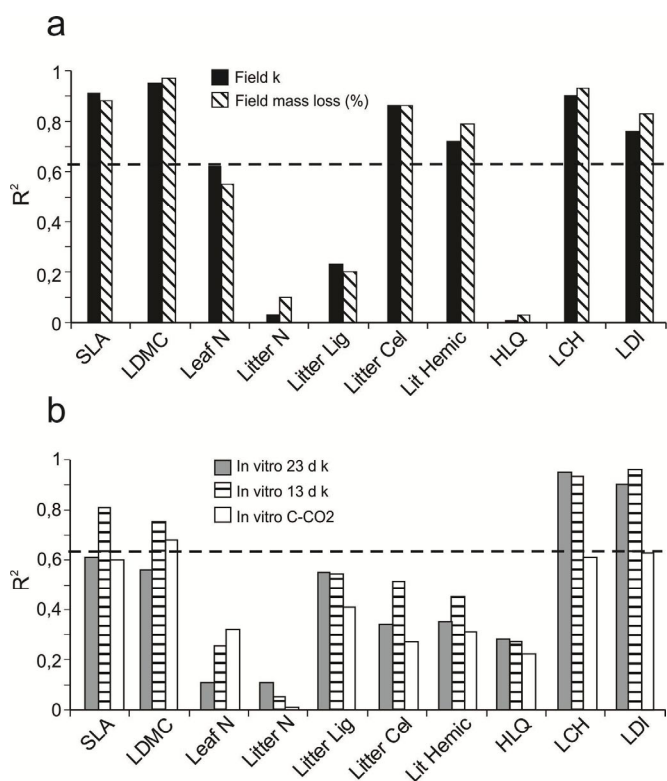 a
1
0,8
0,6
0,4
0,2
0
R²
Field k
Field mass loss (%)
SLA
LDMC
Leaf N
Litter N
Litter Lig
Litter Cel
Lit Hemic
HLQ
LCH
LDI
b
1
0,8
0,6
0,4
0,2
0
R²
In vitro 23 d k
In vitro 13 d k
In vitro C-CO2
SLA
LDMC
Leaf N
Litter N
Litter Lig
Litter Cel
Lit Hemic
HLQ
LCH
LDI